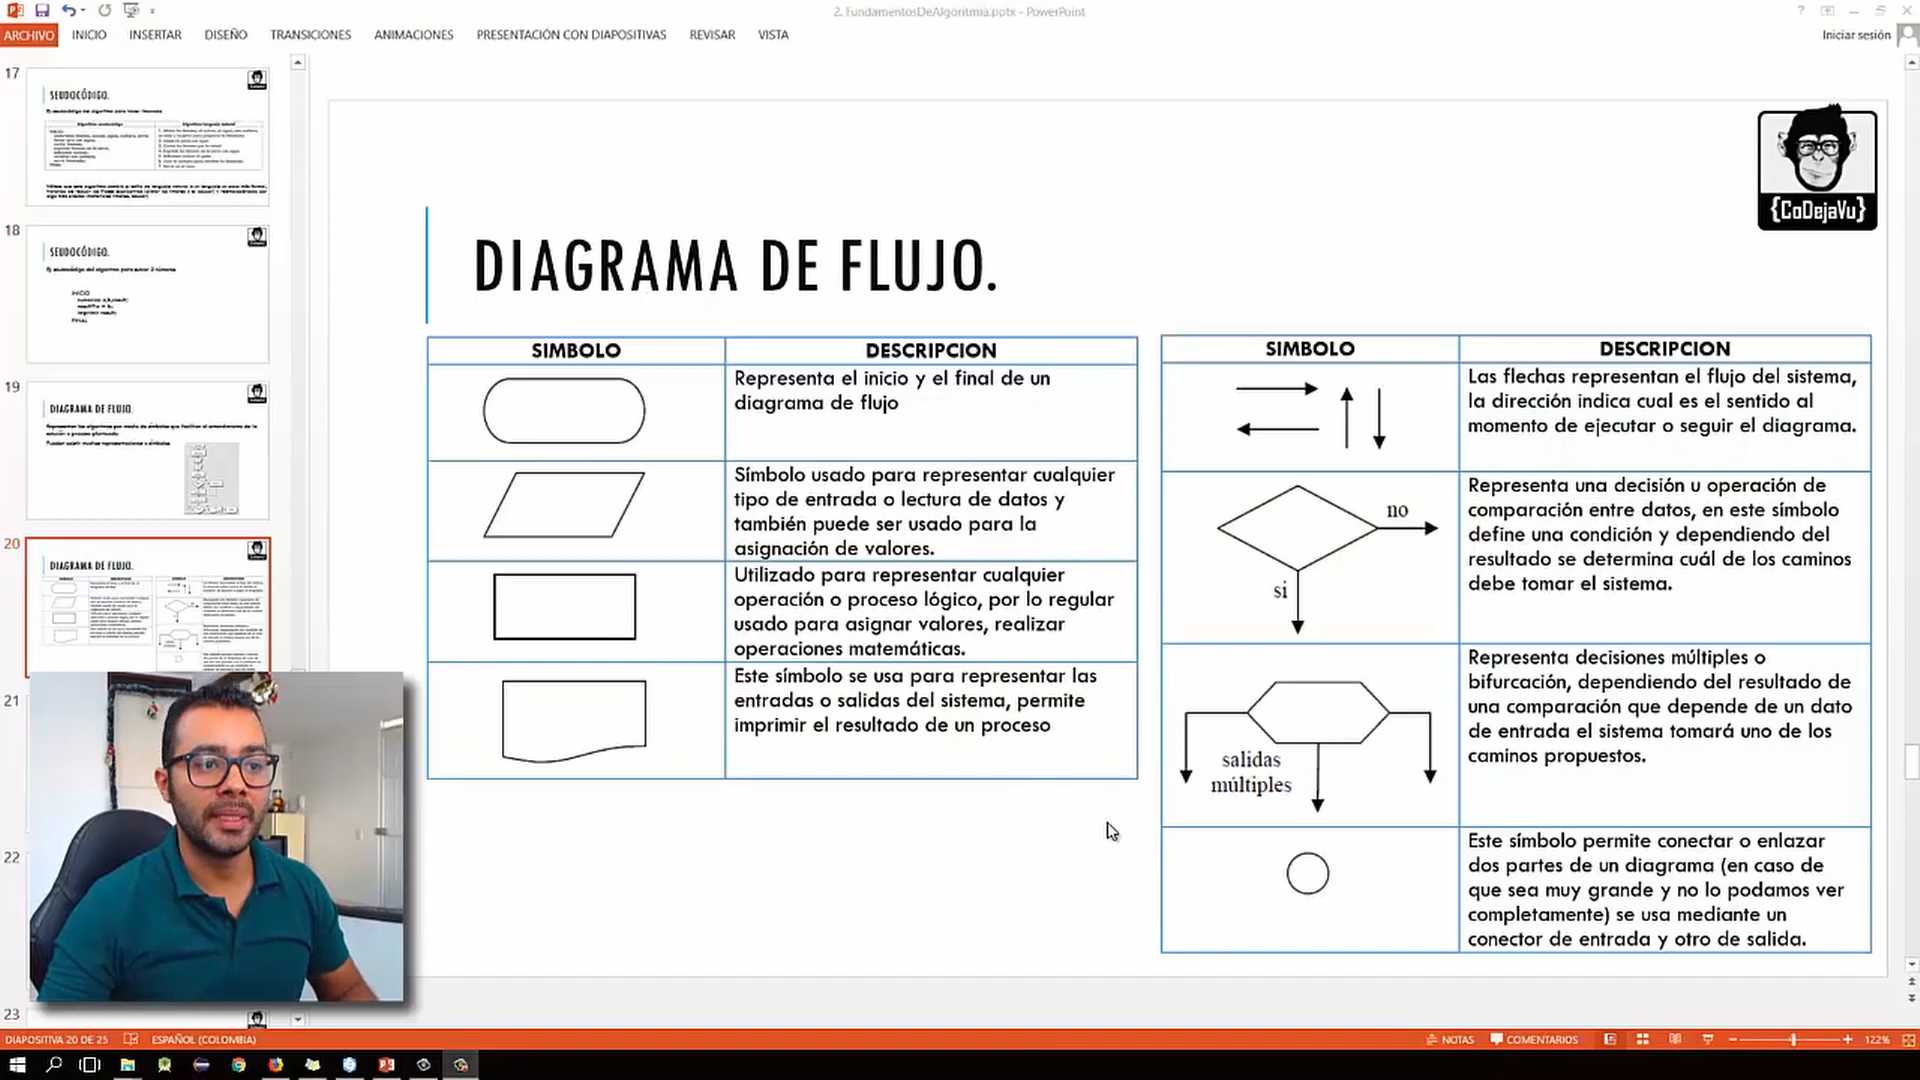 2. FundamentosDeAlgoritmia.pptx - PowerPoint
ARCHIVO INICIO INSERTAR DISEÑO TRANSICIONES ANIMACIONES PRESENTACIÓN CON DIAPOSITIVAS REVISAR VISTA
Iniciar sesión
17
SEUDOCÓDIGO.
18
SEUDOCÓDIGO.
19
DIAGRAMA DE FLUJO.
20
DIAGRAMA DE FLUJO.
21
22
23
{CoDejaVu}
DIAGRAMA DE FLUJO.
SIMBOLO DESCRIPCION
Representa el inicio y el final de un
diagrama de flujo
Símbolo usado para representar cualquier
tipo de entrada o lectura de datos y
también puede ser usado para la
asignación de valores.
Utilizado para representar cualquier
operación o proceso lógico, por lo regular
usado para asignar valores, realizar
operaciones matemáticas.
Este símbolo se usa para representar las
entradas o salidas del sistema, permite
imprimir el resultado de un proceso
SIMBOLO DESCRIPCION
Las flechas representan el flujo del sistema,
la dirección indica cual es el sentido al
momento de ejecutar o seguir el diagrama.
no
si
Representa una decisión u operación de
comparación entre datos, en este símbolo
define una condición y dependiendo del
resultado se determina cuál de los caminos
debe tomar el sistema.
salidas
múltiples
Representa decisiones múltiples o
bifurcación, dependiendo del resultado de
una comparación que depende de un dato
de entrada el sistema tomará uno de los
caminos propuestos.
Este símbolo permite conectar o enlazar
dos partes de un diagrama (en caso de
que sea muy grande y no lo podamos ver
completamente) se usa mediante un
conector de entrada y otro de salida.
DIAPOSITIVA 20 DE 25 ESPAÑOL (COLOMBIA)
NOTAS COMENTARIOS 122%